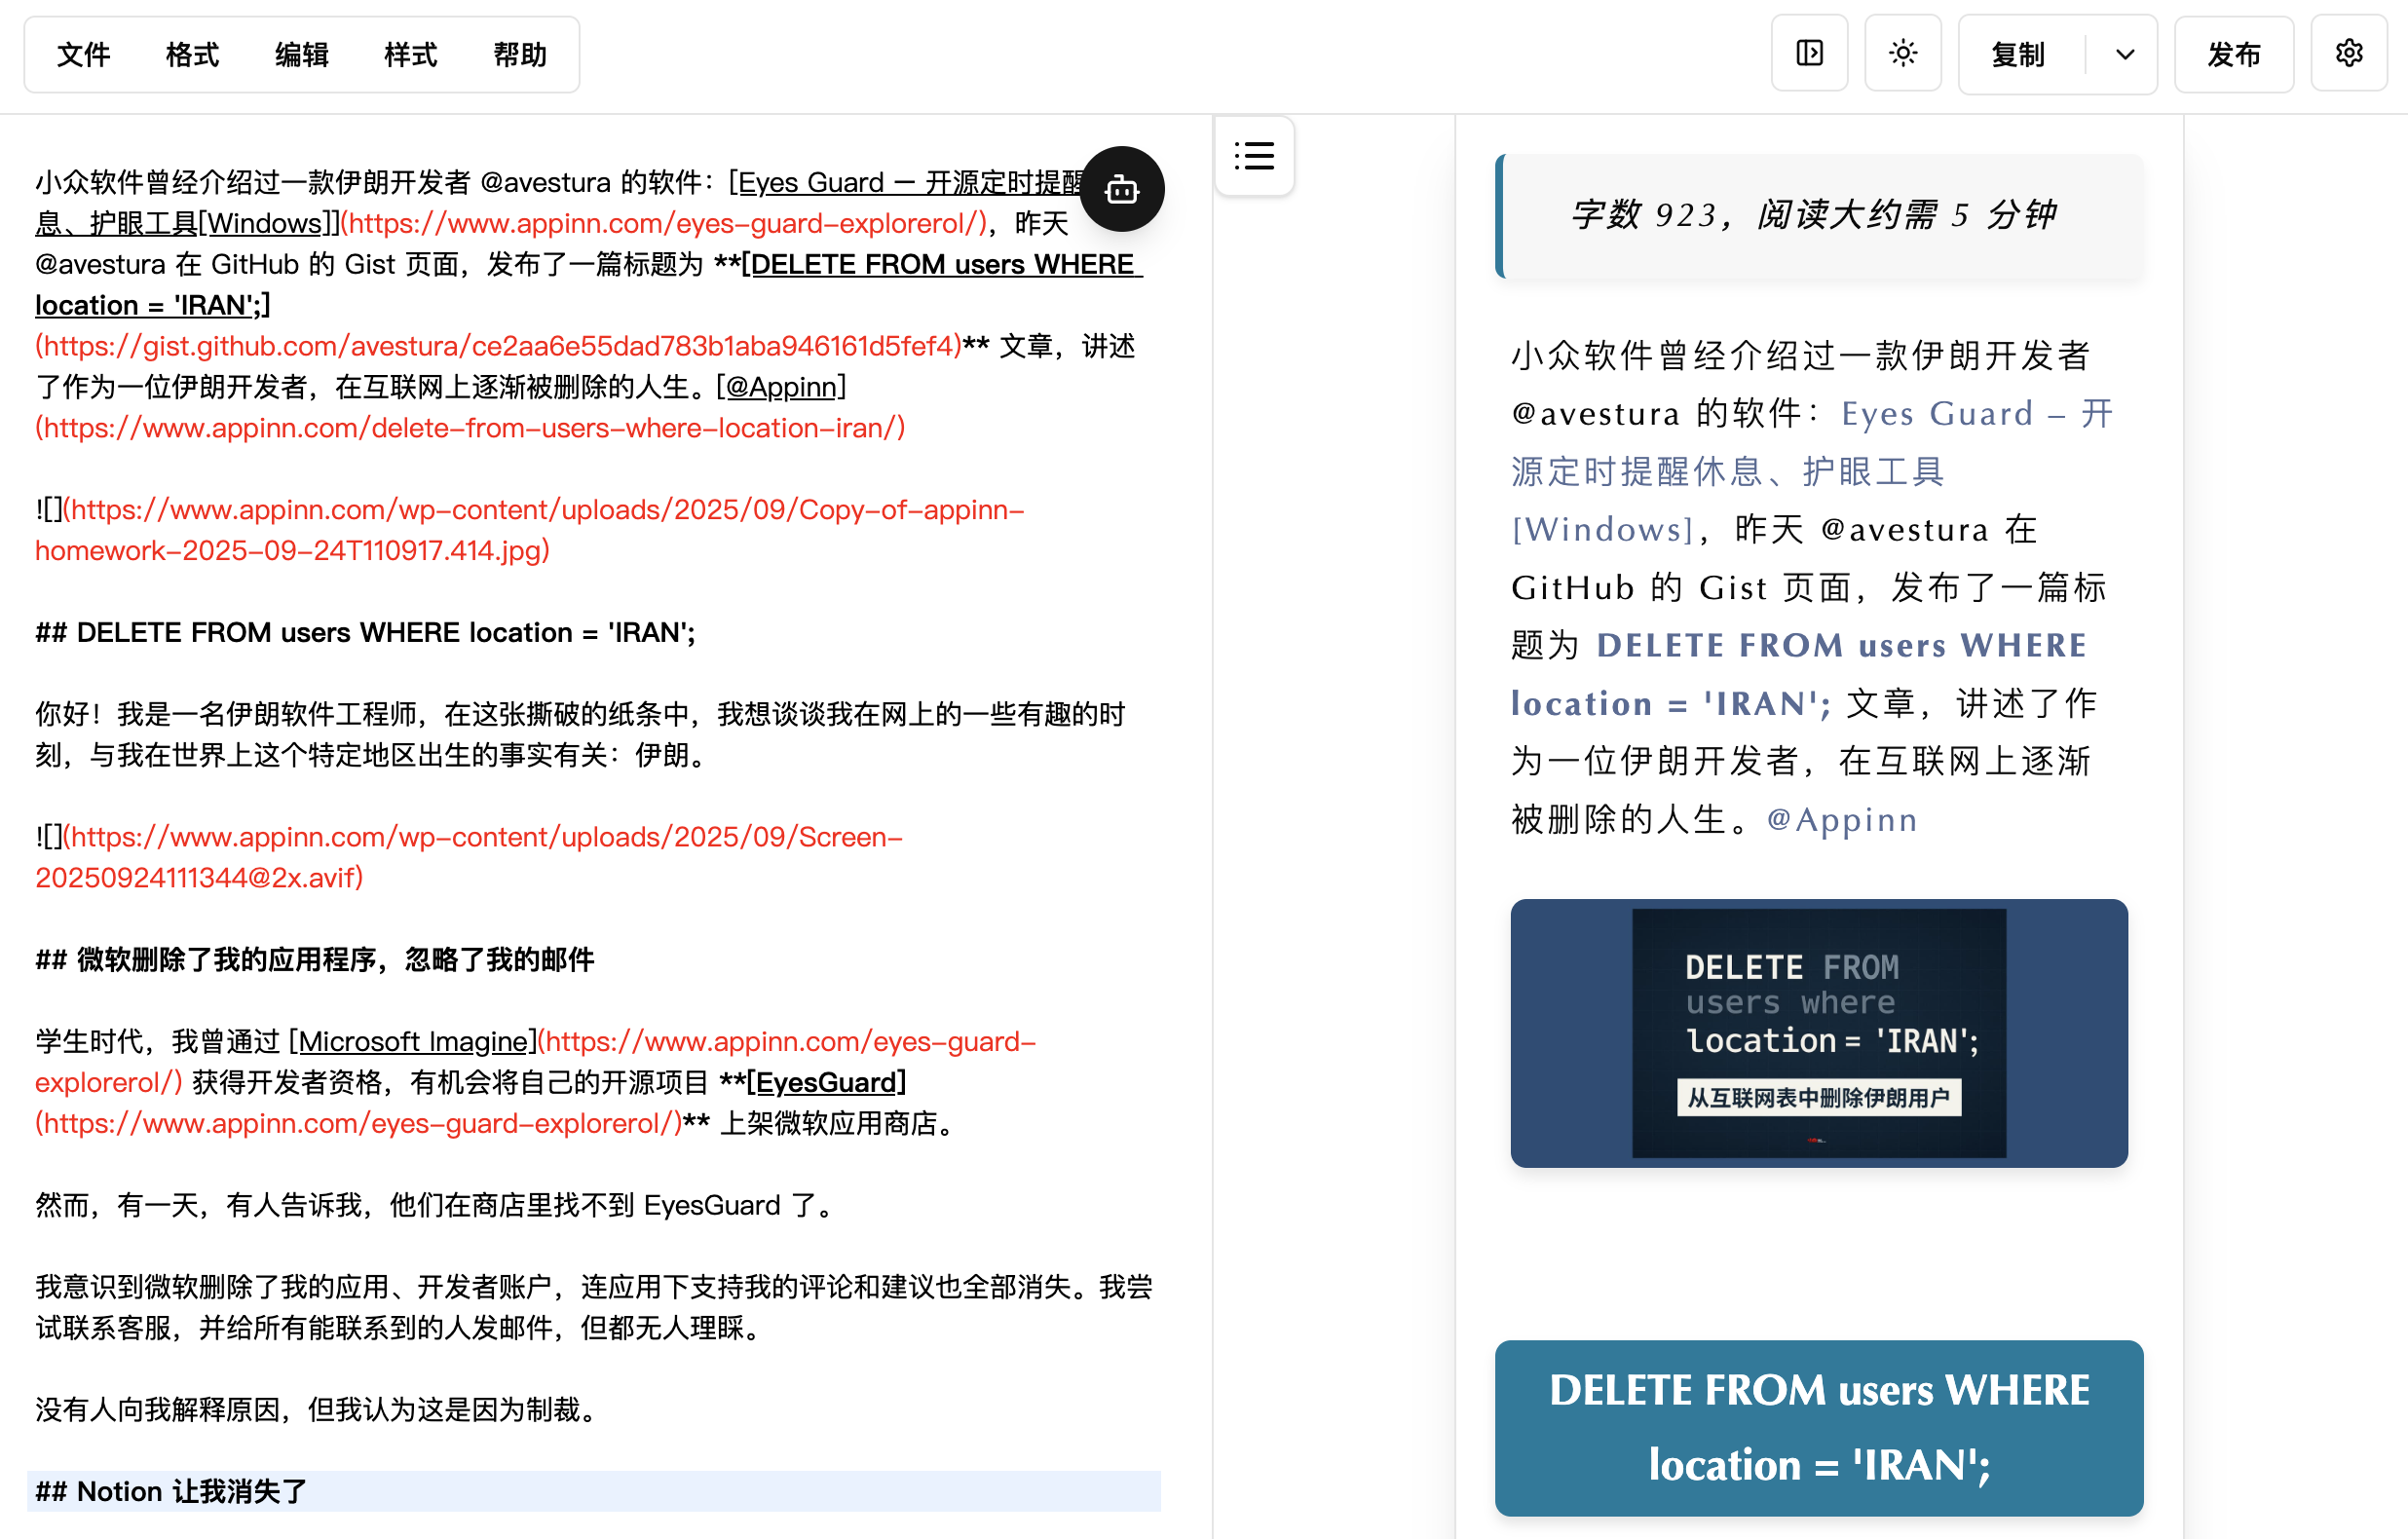 文件 格式 编辑 样式 帮助
复制 发布
小众软件曾经介绍过一款伊朗开发者 @avestura 的软件：[Eyes Guard – 开源定时提醒
息、护眼工具[Windows]](https://www.appinn.com/eyes-guard-explorerol/)，昨天
@avestura 在 GitHub 的 Gist 页面，发布了一篇标题为 **[DELETE FROM users WHERE
location = 'IRAN';]
(https://gist.github.com/avestura/ce2aa6e55dad783b1aba946161d5fef4)** 文章，讲述
了作为一位伊朗开发者，在互联网上逐渐被删除的人生。[@Appinn]
(https://www.appinn.com/delete-from-users-where-location-iran/)
![](https://www.appinn.com/wp-content/uploads/2025/09/Copy-of-appinn-
homework-2025-09-24T110917.414.jpg)
## DELETE FROM users WHERE location = 'IRAN';
你好！我是一名伊朗软件工程师，在这张撕破的纸条中，我想谈谈我在网上的一些有趣的时
刻，与我在世界上这个特定地区出生的事实有关：伊朗。
![](https://www.appinn.com/wp-content/uploads/2025/09/Screen-
20250924111344@2x.avif)
## 微软删除了我的应用程序，忽略了我的邮件
学生时代，我曾通过 [Microsoft Imagine](https://www.appinn.com/eyes-guard-
explorerol/) 获得开发者资格，有机会将自己的开源项目 **[EyesGuard]
(https://www.appinn.com/eyes-guard-explorerol/)** 上架微软应用商店。
然而，有一天，有人告诉我，他们在商店里找不到 EyesGuard 了。
我意识到微软删除了我的应用、开发者账户，连应用下支持我的评论和建议也全部消失。我尝
试联系客服，并给所有能联系到的人发邮件，但都无人理睬。
没有人向我解释原因，但我认为这是因为制裁。
## Notion 让我消失了
字数 923，阅读大约需 5 分钟
小众软件曾经介绍过一款伊朗开发者
@avestura 的软件：Eyes Guard – 开
源定时提醒休息、护眼工具
[Windows]，昨天 @avestura 在
GitHub 的 Gist 页面，发布了一篇标
题为 DELETE FROM users WHERE
location = 'IRAN'; 文章，讲述了作
为一位伊朗开发者，在互联网上逐渐
被删除的人生。@Appinn
DELETE FROM
users where
location = 'IRAN';
从互联网表中删除伊朗用户
DELETE FROM users WHERE
location = 'IRAN';